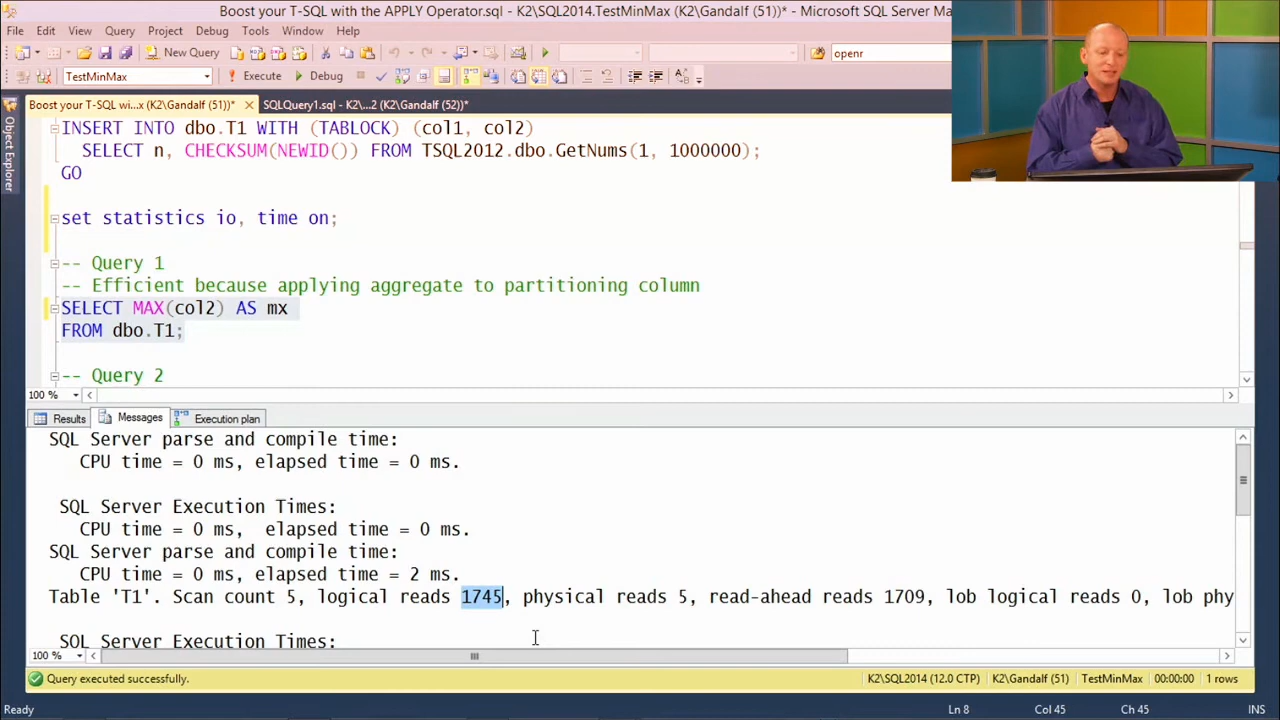 Boost your T-SQL with the APPLY Operator.sql - K2\SQL2014.TestMinMax (K2\Gandalf (51))* - Microsoft SQL Server Ma
File Edit View Query Project Debug Tools Window Help
New Query openr
TestMinMax Execute Debug
Boost your T-SQL wi...x (K2\Gandalf (51))* SQLQuery1.sql - K2\...2 (K2\Gandalf (52))*
Object Explorer
INSERT INTO dbo.T1 WITH (TABLOCK) (col1, col2)
SELECT n, CHECKSUM(NEWID()) FROM TSQL2012.dbo.GetNums(1, 1000000);
GO
set statistics io, time on;
-- Query 1
-- Efficient because applying aggregate to partitioning column
SELECT MAX(col2) AS mx
FROM dbo.T1;
-- Query 2
100 %
Results Messages Execution plan
SQL Server parse and compile time:
CPU time = 0 ms, elapsed time = 0 ms.
SQL Server Execution Times:
CPU time = 0 ms, elapsed time = 0 ms.
SQL Server parse and compile time:
CPU time = 0 ms, elapsed time = 2 ms.
Table 'T1'. Scan count 5, logical reads 1745, physical reads 5, read-ahead reads 1709, lob logical reads 0, lob phy
SQL Server Execution Times:
100 %
Query executed successfully. K2\SQL2014 (12.0 CTP) K2\Gandalf (51) TestMinMax 00:00:00 1 rows
Ready Ln 8 Col 45 Ch 45 INS